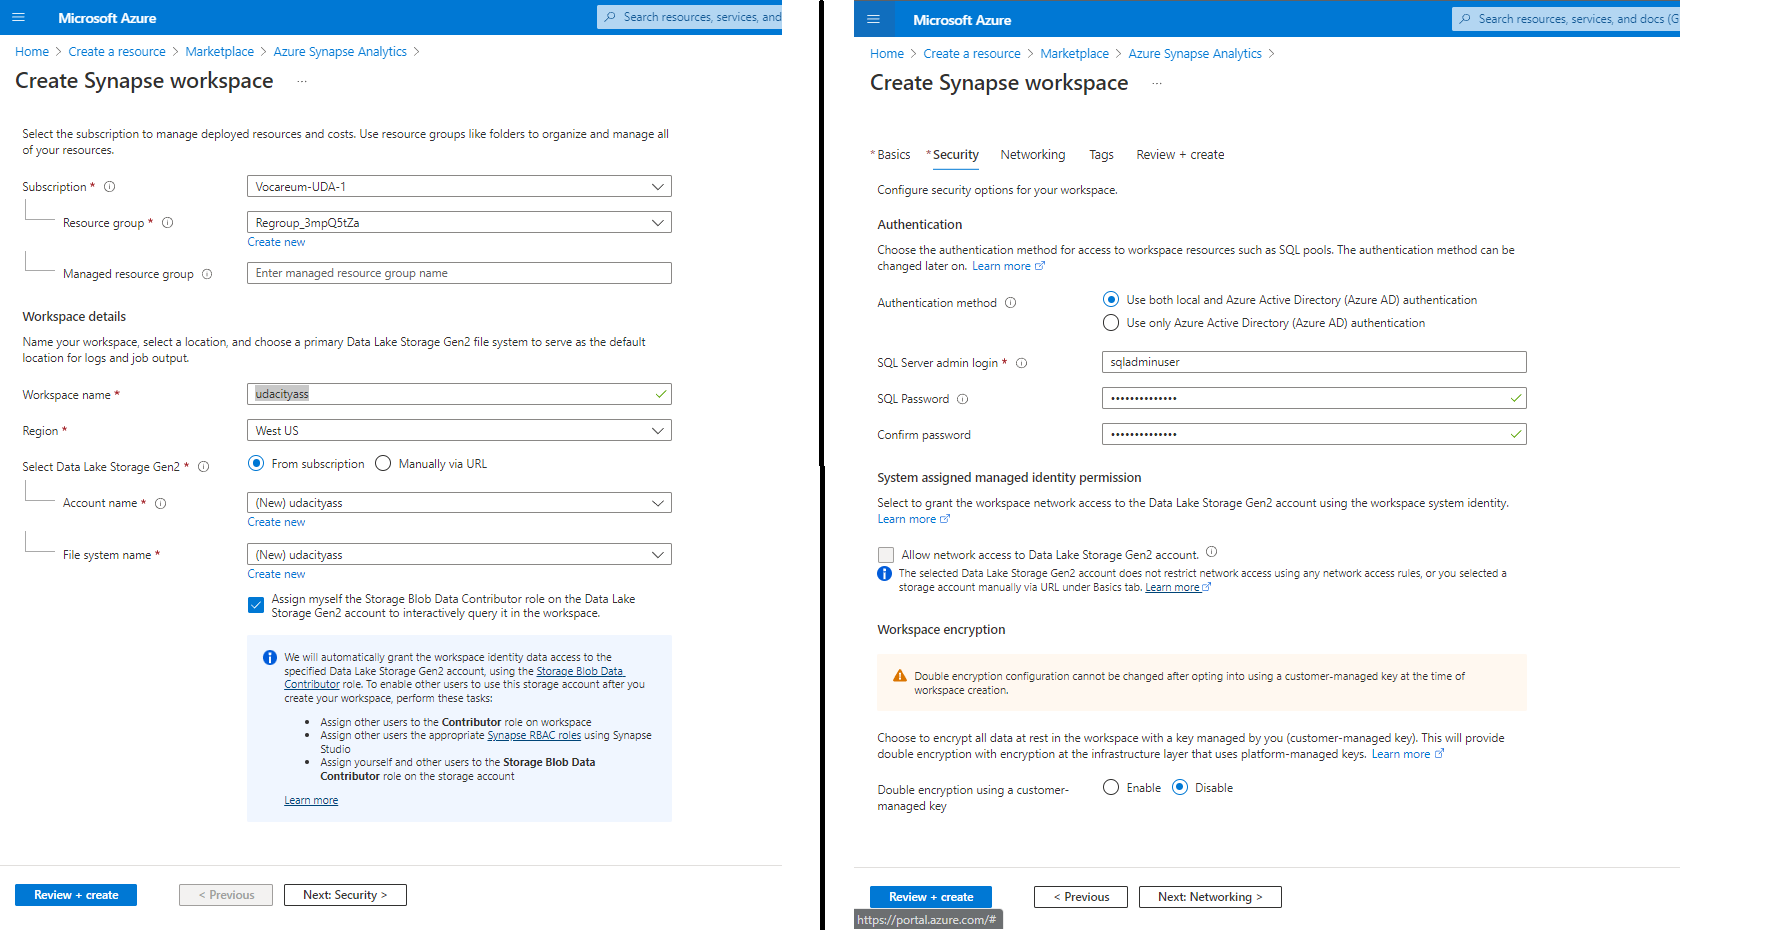 Microsoft Azure
Search resources, services, and
Home > Create a resource > Marketplace > Azure Synapse Analytics >
Create Synapse workspace ...
Select the subscription to manage deployed resources and costs. Use resource groups like folders to organize and manage all
of your resources.
Subscription *
Vocareum-UDA-1
Resource group *
Regroup_3mpQ5tZa
Create new
Managed resource group
Enter managed resource group name
Workspace details
Name your workspace, select a location, and choose a primary Data Lake Storage Gen2 file system to serve as the default
location for logs and job output.
Workspace name *
udacityass
Region *
West US
Select Data Lake Storage Gen2 *
From subscription
Manually via URL
Account name *
(New) udacityass
Create new
File system name *
(New) udacityass
Create new
Assign myself the Storage Blob Data Contributor role on the Data Lake
Storage Gen2 account to interactively query it in the workspace.
We will automatically grant the workspace identity data access to the
specified Data Lake Storage Gen2 account, using the Storage Blob Data
Contributor role. To enable other users to use this storage account after you
create your workspace, perform these tasks:
• Assign other users to the Contributor role on workspace
• Assign other users the appropriate Synapse RBAC roles using Synapse
Studio
• Assign yourself and other users to the Storage Blob Data
Contributor role on the storage account
Learn more
Review + create
< Previous
Next: Security >
Microsoft Azure
Search resources, services, and docs (G
Home > Create a resource > Marketplace > Azure Synapse Analytics >
Create Synapse workspace ...
* Basics * Security Networking Tags Review + create
Configure security options for your workspace.
Authentication
Choose the authentication method for access to workspace resources such as SQL pools. The authentication method can be
changed later on. Learn more
Authentication method
Use both local and Azure Active Directory (Azure AD) authentication
Use only Azure Active Directory (Azure AD) authentication
SQL Server admin login *
sqladminuser
SQL Password
••••••••••••••
Confirm password
••••••••••••••
System assigned managed identity permission
Select to grant the workspace network access to the Data Lake Storage Gen2 account using the workspace system identity.
Learn more
Allow network access to Data Lake Storage Gen2 account.
The selected Data Lake Storage Gen2 account does not restrict network access using any network access rules, or you selected a
storage account manually via URL under Basics tab. Learn more
Workspace encryption
Double encryption configuration cannot be changed after opting into using a customer-managed key at the time of
workspace creation.
Choose to encrypt all data at rest in the workspace with a key managed by you (customer-managed key). This will provide
double encryption with encryption at the infrastructure layer that uses platform-managed keys. Learn more
Double encryption using a customer-
managed key
Enable
Disable
Review + create
< Previous
Next: Networking >
https://portal.azure.com/#